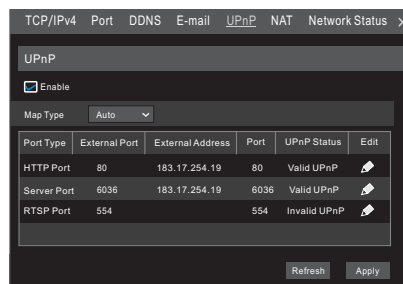 TCP/IPv4 Port DDNS E-mail UPnP NAT Network Status
UPnP
Enable
Map Type Auto
Port Type External Port External Address Port UPnP Status Edit
HTTP Port 80 183.17.254.19 80 Valid UPnP
Server Port 6036 183.17.254.19 6036 Valid UPnP
RTSP Port 554 554 Invalid UPnP
Refresh Apply